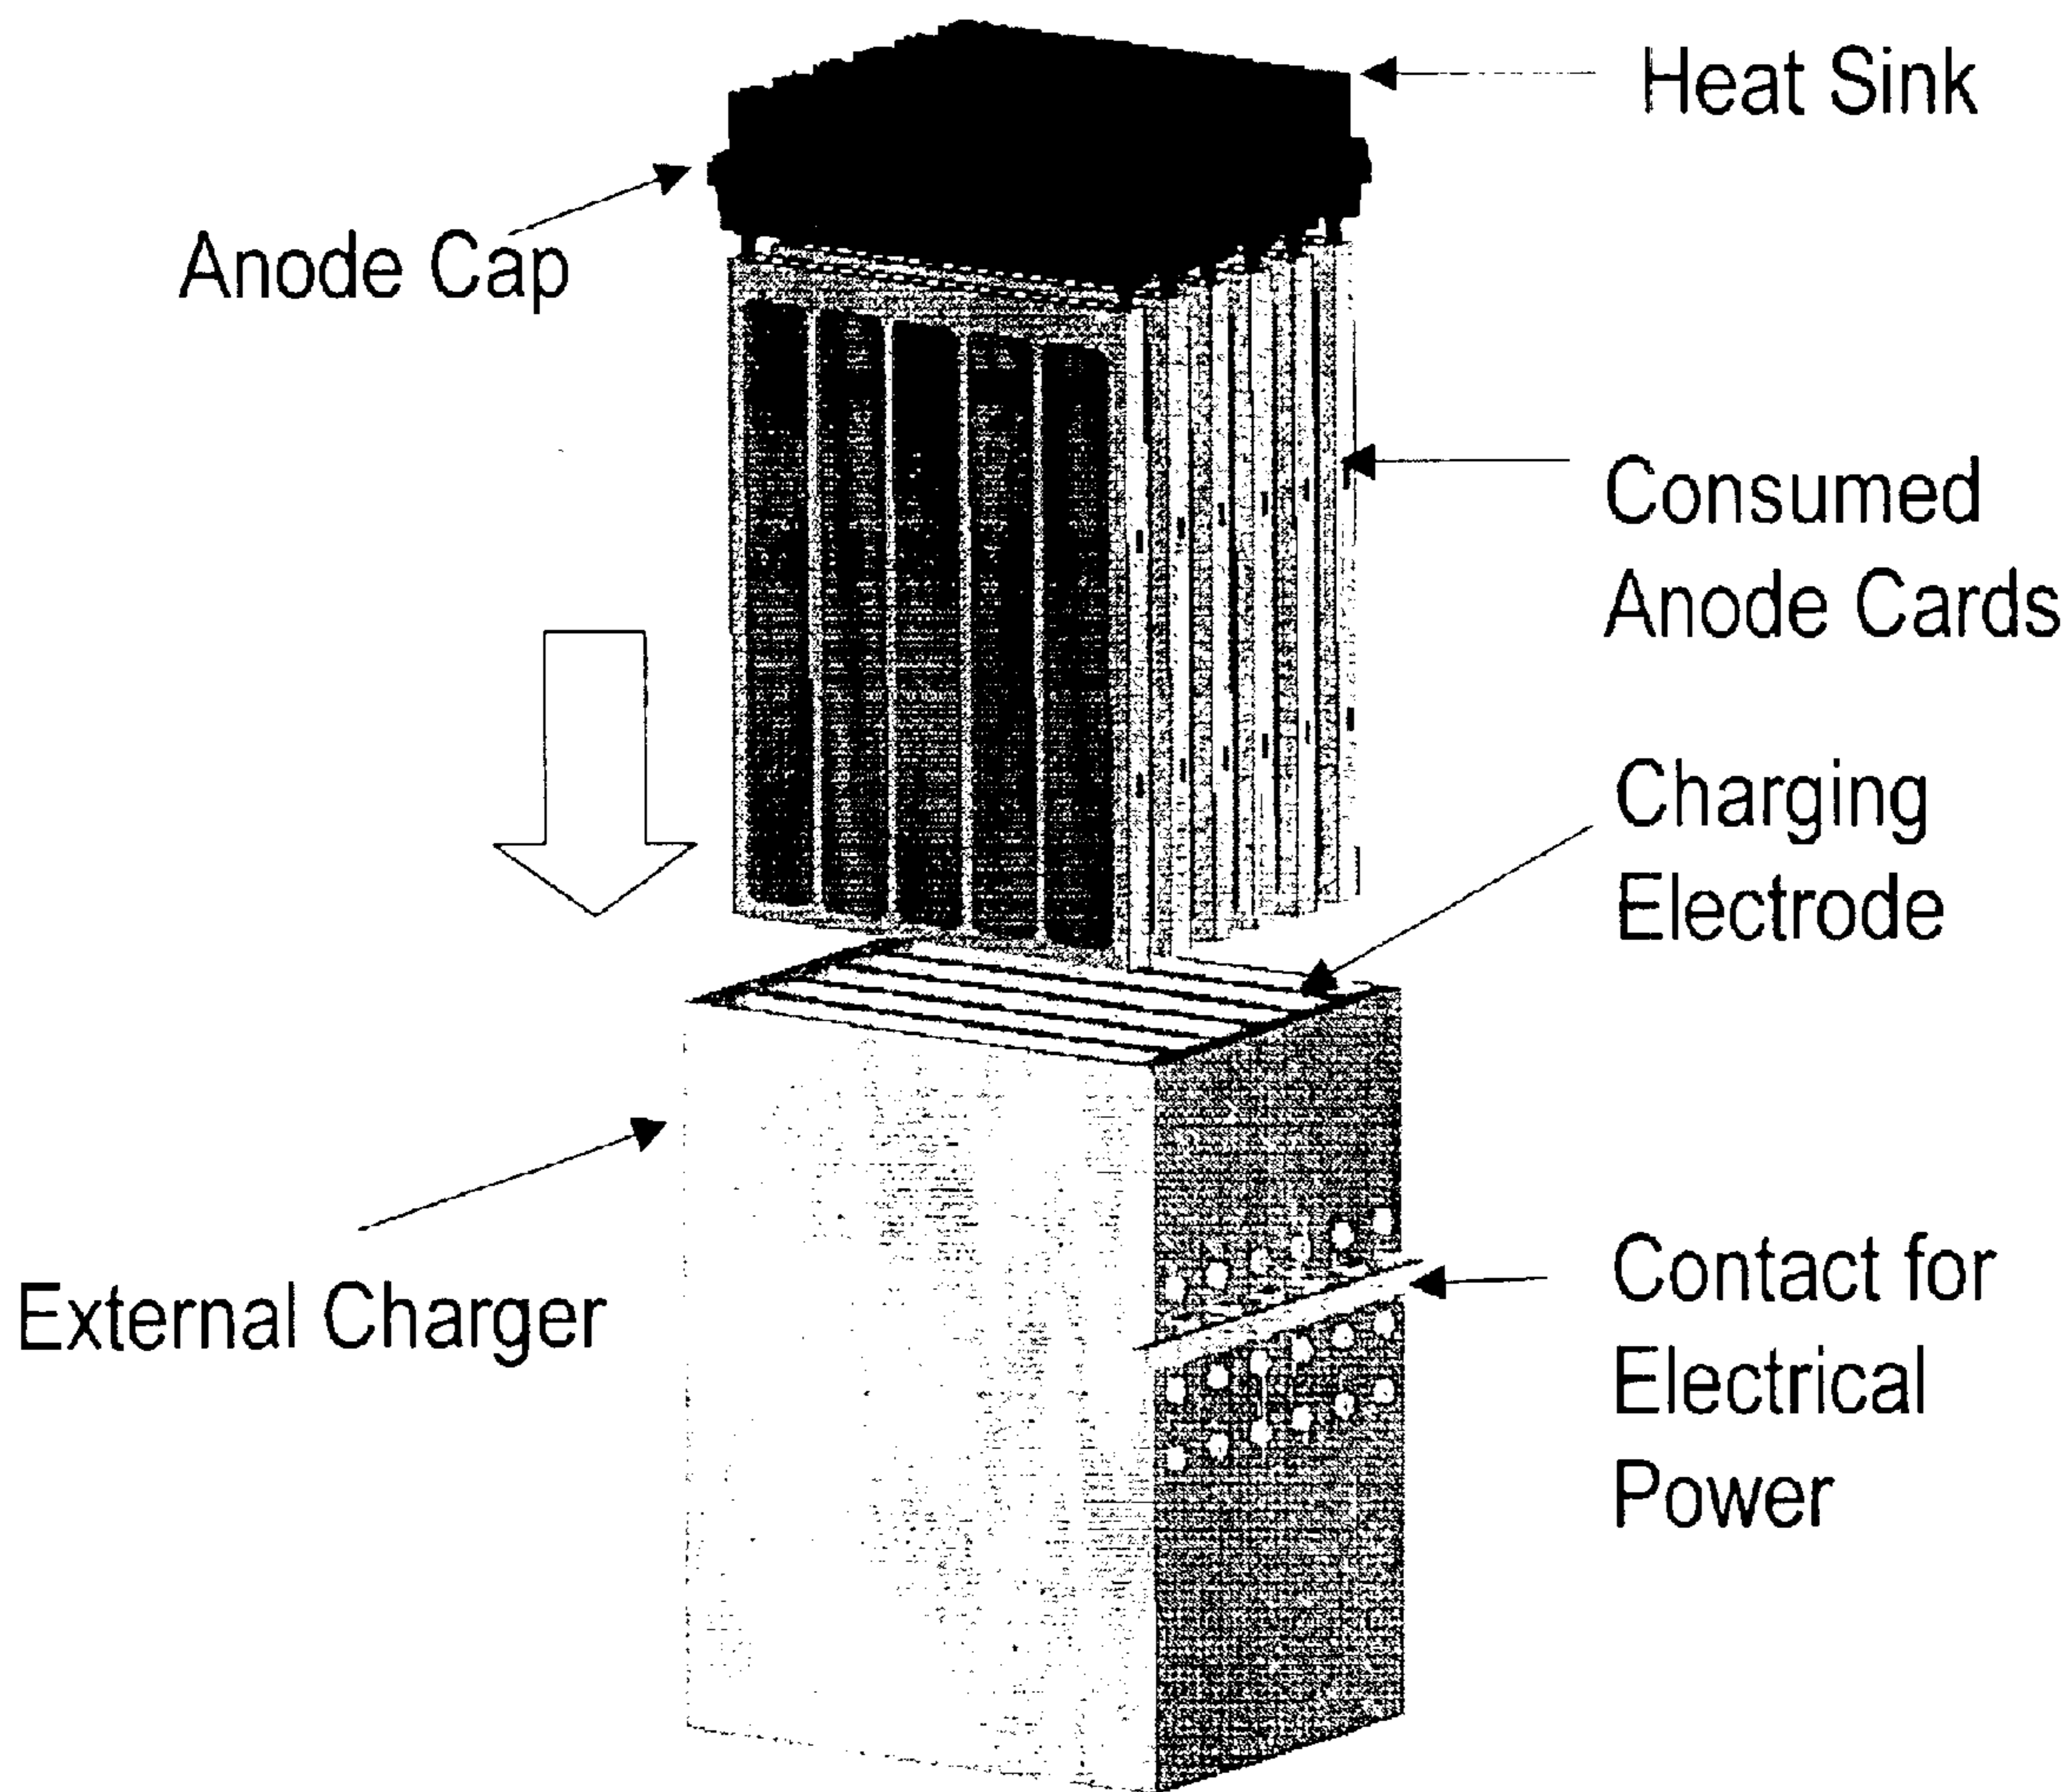 Heat Sink
Anode Cap
Consumed
Anode Cards
Charging
Electrode
External Charger
Contact for
Electrical
Power